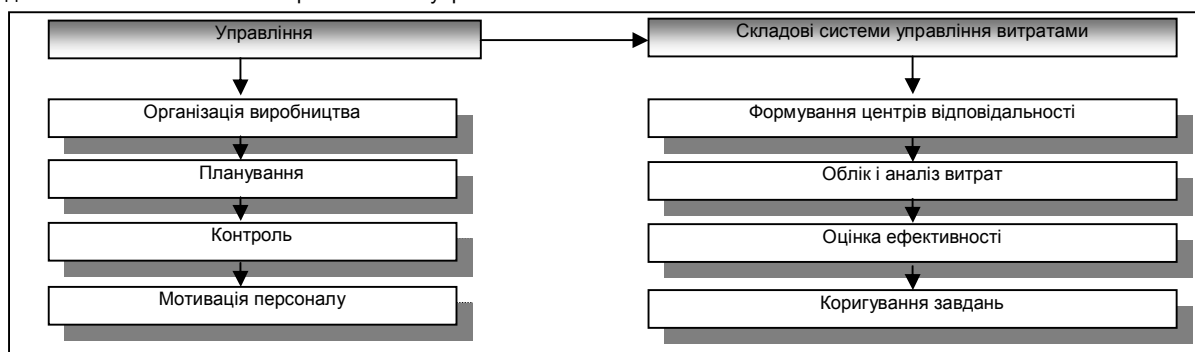 Управління
Складові системи управління витратами
Організація виробництва
Формування центрів відповідальності
Планування
Облік і аналіз витрат
Контроль
Оцінка ефективності
Мотивація персоналу
Коригування завдань